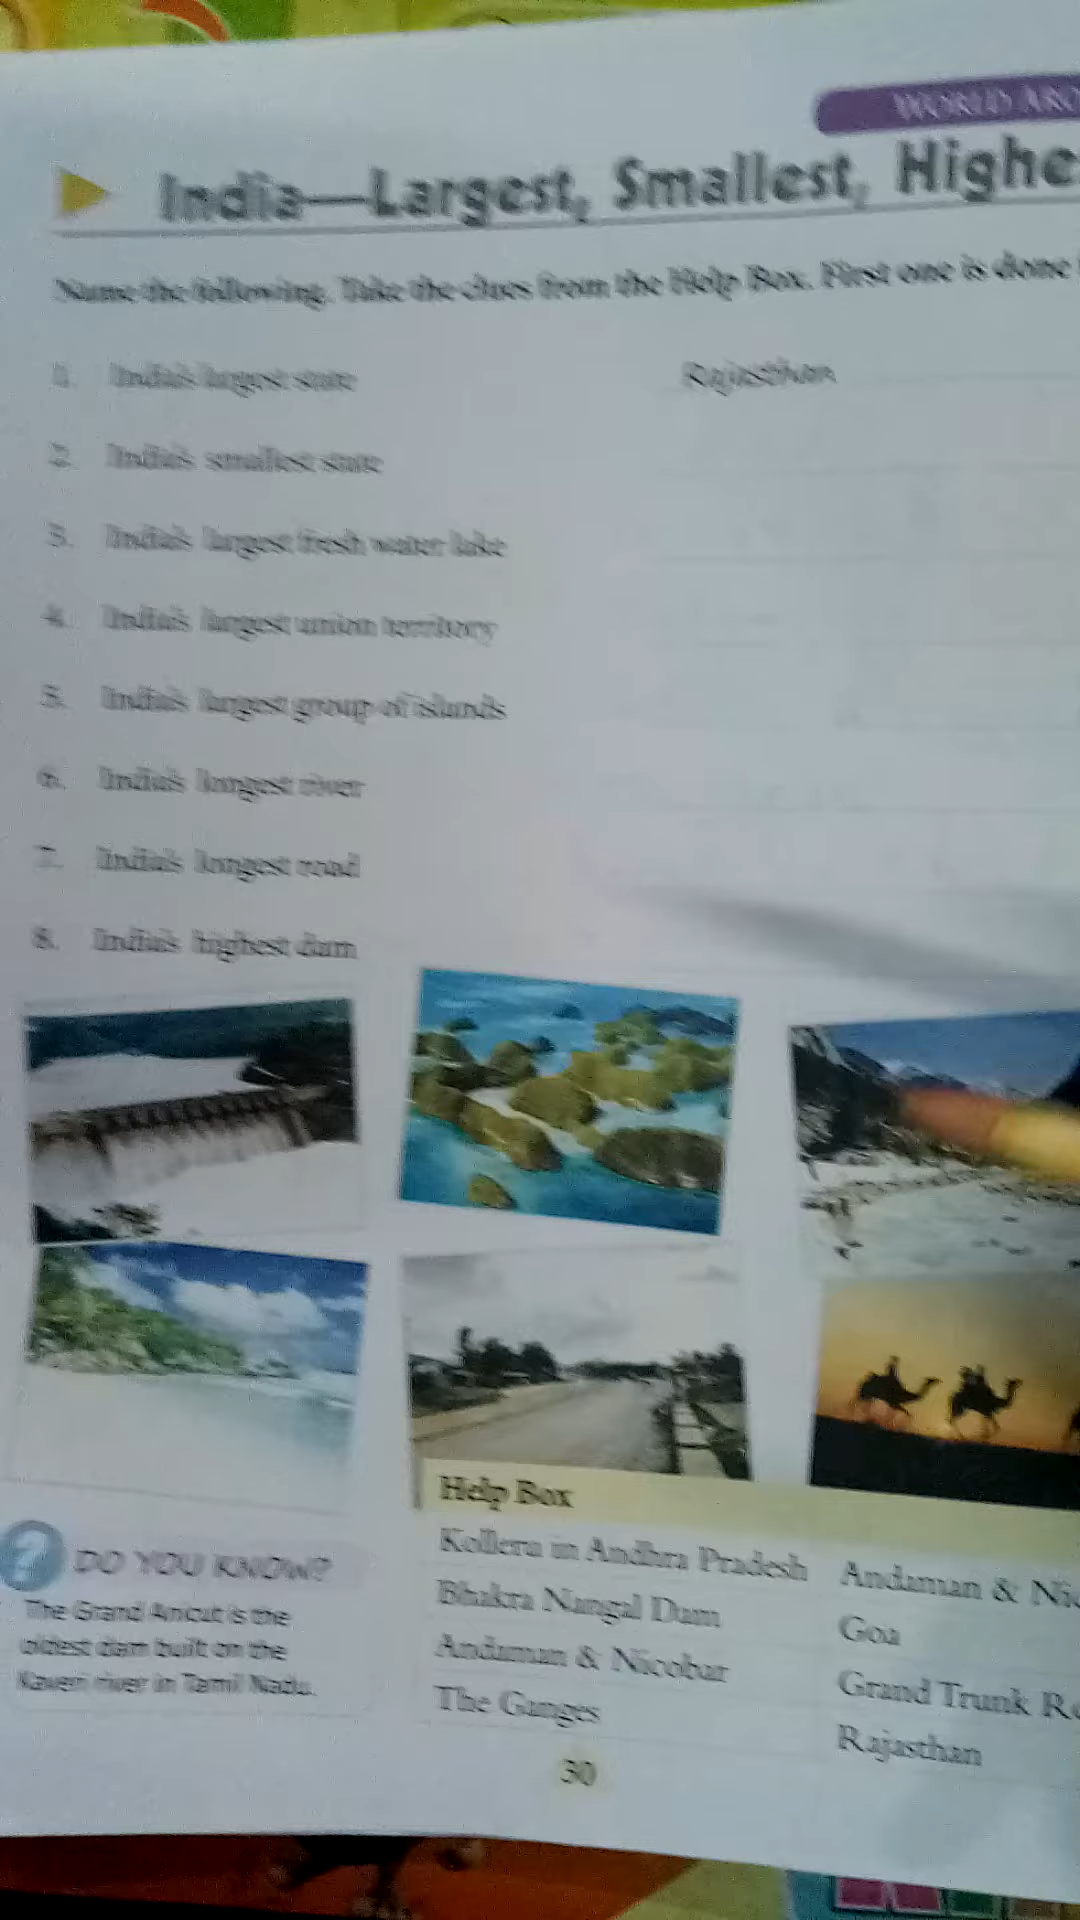 WORLD ARO
India—Largest, Smallest, Highe
Name the following. Take the clues from the Help Box. First one is done
1. India's largest state Rajasthan
2. India's smallest state
3. India's largest fresh water lake
4. India's largest union territory
5. India's largest group of islands
6. India's longest river
7. India's longest road
8. India's highest dam
Help Box
Kolleru in Andhra Pradesh Andaman & Nic
Bhakra Nangal Dam Goa
Andaman & Nicobar Grand Trunk Ro
The Ganges Rajasthan
? DO YOU KNOW?
The Grand Anicut is the
oldest dam built on the
Kaveri river in Tamil Nadu.
30